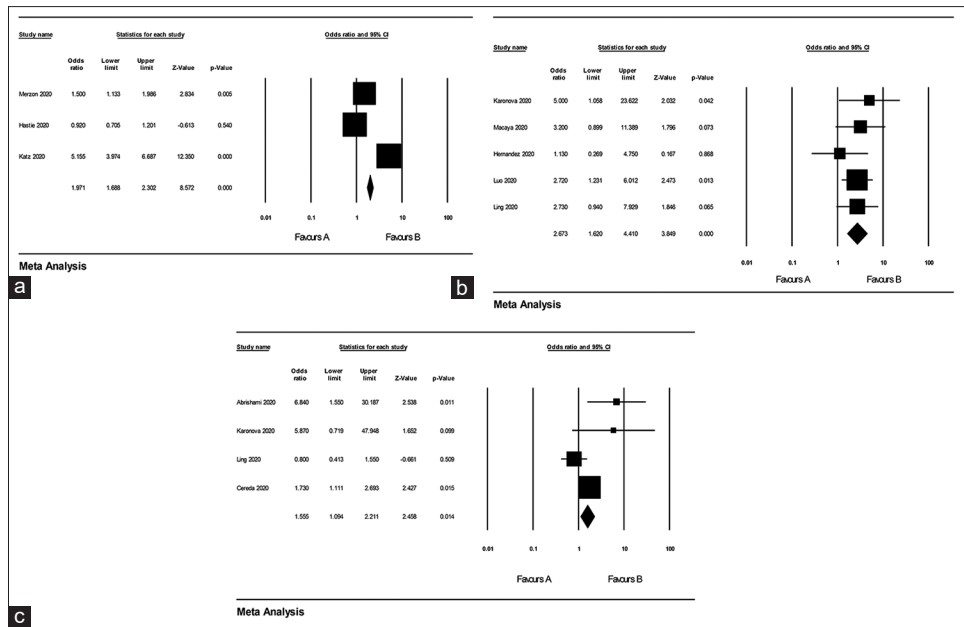 Study name Statistics for each study Odds ratio and 95% CI
Odds ratio Lower limit Upper limit Z-Value p-Value
Merzon 2020 1.500 1.133 1.986 2.834 0.005
Hastie 2020 0.920 0.705 1.201 -0.613 0.540
Katz 2020 5.155 3.974 6.687 12.350 0.000
1.971 1.688 2.302 8.572 0.000
0.01 0.1 1 10 100
Favours A Favours B
Meta Analysis
a
Study name Statistics for each study Odds ratio and 95% CI
Odds ratio Lower limit Upper limit Z-Value p-Value
Karonova 2020 5.000 1.058 23.622 2.032 0.042
Macaya 2020 3.200 0.899 11.389 1.796 0.073
Hernandez 2020 1.130 0.269 4.750 0.167 0.868
Luo 2020 2.720 1.231 6.012 2.473 0.013
Ling 2020 2.730 0.940 7.929 1.846 0.065
2.673 1.620 4.410 3.849 0.000
0.01 0.1 1 10 100
Favours A Favours B
Meta Analysis
b
Study name Statistics for each study Odds ratio and 95% CI
Odds ratio Lower limit Upper limit Z-Value p-Value
Abrishami 2020 6.840 1.550 30.187 2.538 0.011
Karonova 2020 5.870 0.719 47.948 1.652 0.099
Ling 2020 0.800 0.413 1.550 -0.661 0.509
Cereda 2020 1.730 1.111 2.693 2.427 0.015
1.555 1.094 2.211 2.458 0.014
0.01 0.1 1 10 100
Favours A Favours B
Meta Analysis
c